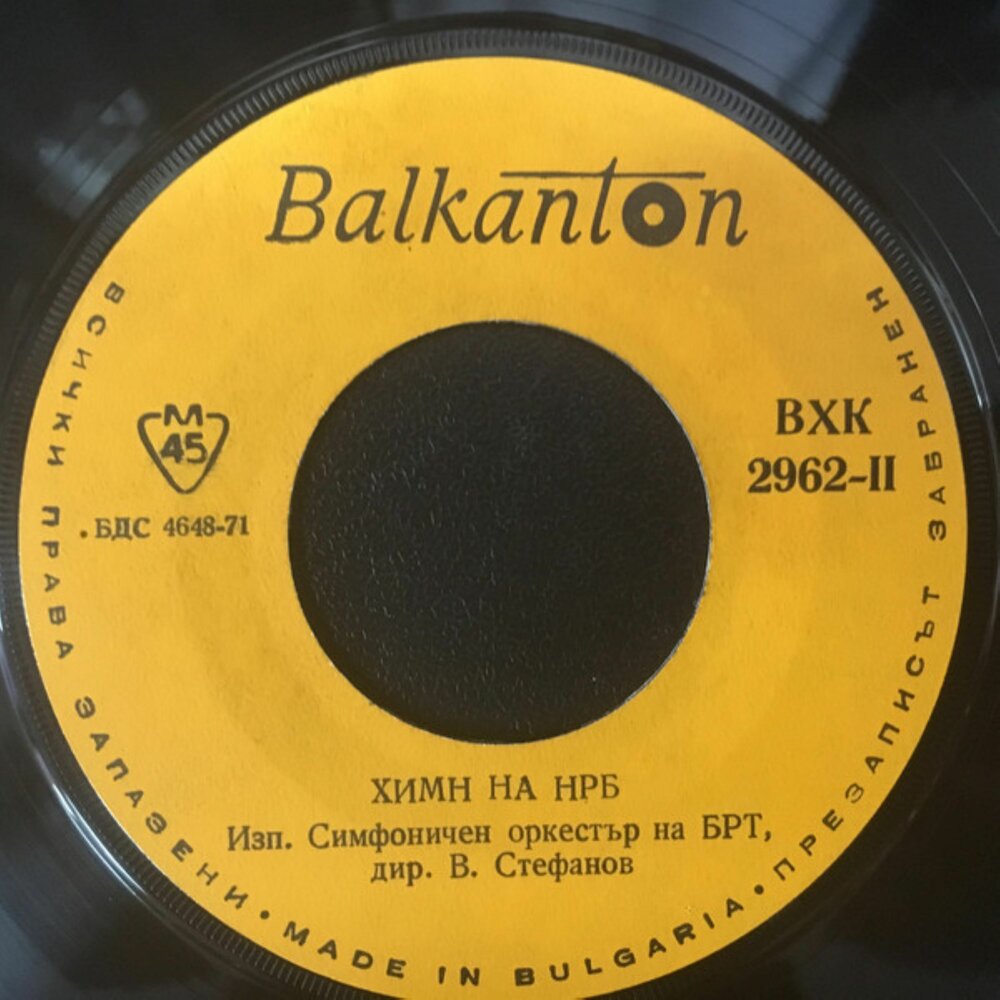 Balkanton
ВСИЧКИ ПРАВА ЗАПАЗЕНИ • MADE IN BULGARIA • ПРЕЗАПИСЪТ ЗАБРАНЕН
М
45
. БДС 4648-71
ВХК
2962-II
ХИМН НА НРБ
Изп. Симфоничен оркестър на БРТ,
дир. В. Стефанов